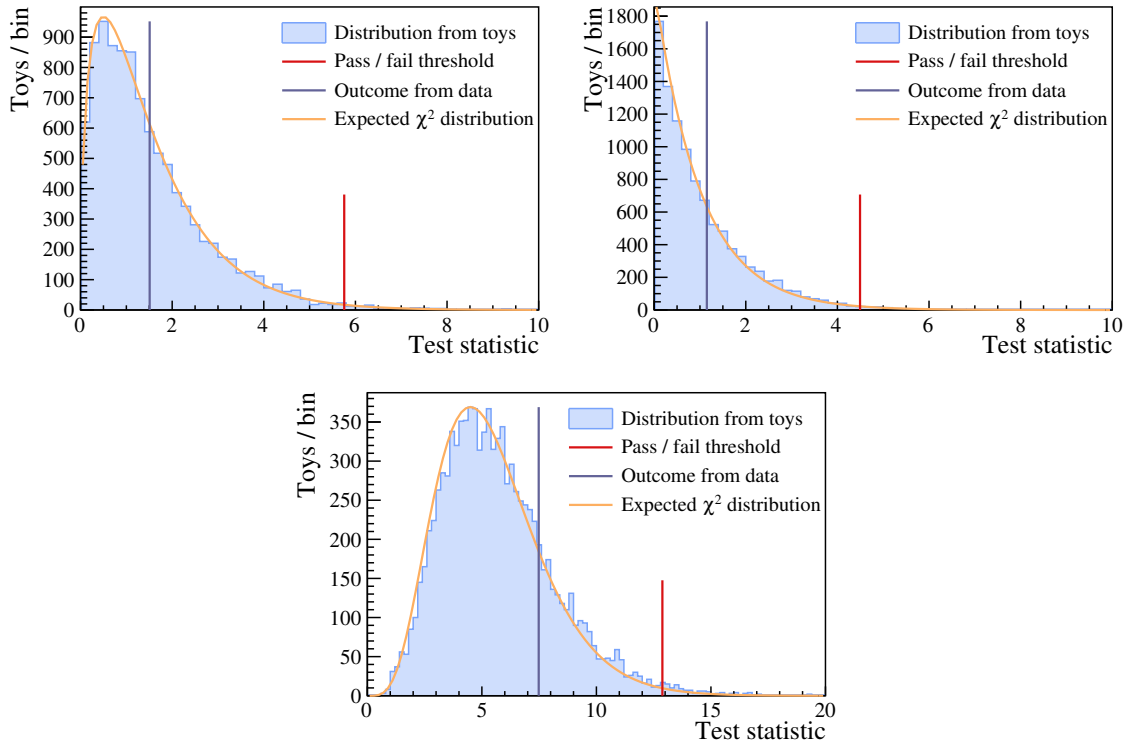 Toys / bin
900
800
700
600
500
400
300
200
100
0
0 2 4 6 8 10
Test statistic
Distribution from toys
Pass / fail threshold
Outcome from data
Expected χ² distribution
Toys / bin
1800
1600
1400
1200
1000
800
600
400
200
0
0 2 4 6 8 10
Test statistic
Distribution from toys
Pass / fail threshold
Outcome from data
Expected χ² distribution
Toys / bin
350
300
250
200
150
100
50
0
0 5 10 15 20
Test statistic
Distribution from toys
Pass / fail threshold
Outcome from data
Expected χ² distribution